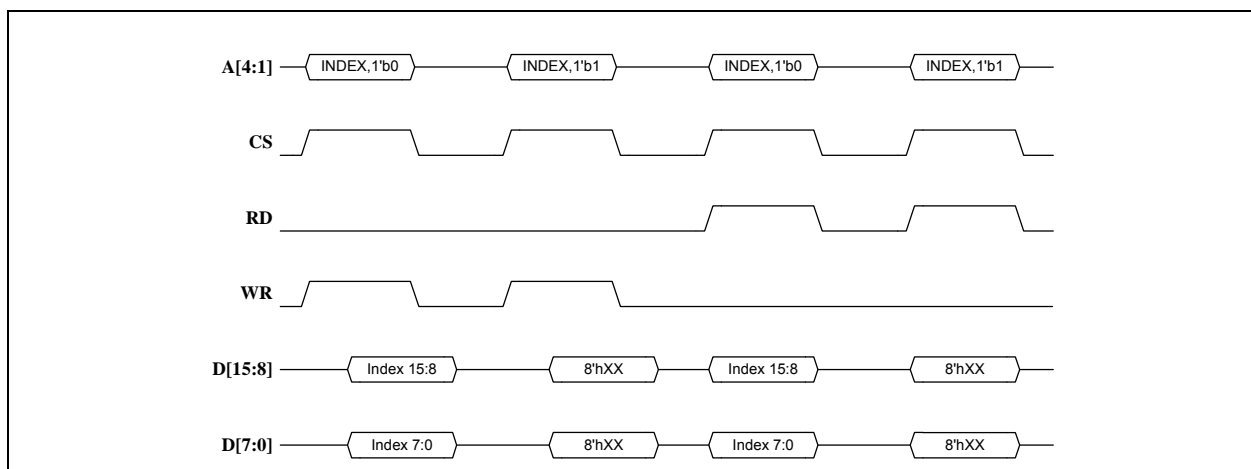 A[4:1] INDEX,1'b0 INDEX,1'b1 INDEX,1'b0 INDEX,1'b1
CS
RD
WR
D[15:8] Index 15:8 8'hXX Index 15:8 8'hXX
D[7:0] Index 7:0 8'hXX Index 7:0 8'hXX